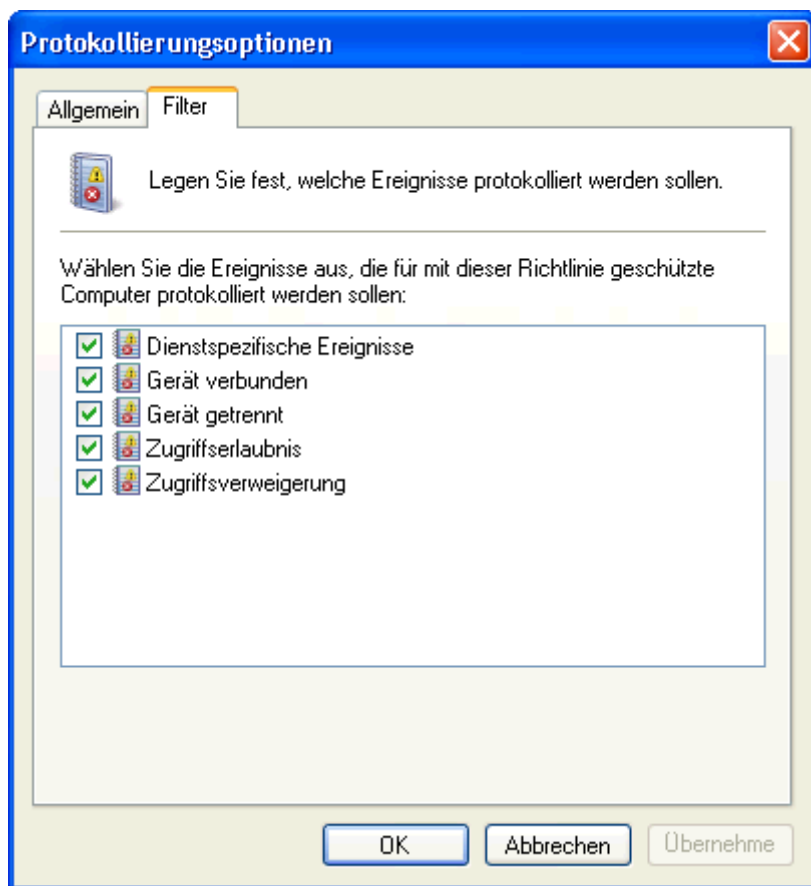 Protokollierungsoptionen
Allgemein
Filter
Legen Sie fest, welche Ereignisse protokolliert werden sollen.
Wählen Sie die Ereignisse aus, die für mit dieser Richtlinie geschützte
Computer protokolliert werden sollen:
Dienstspezifische Ereignisse
Gerät verbunden
Gerät getrennt
Zugriffserlaubnis
Zugriffsverweigerung
OK
Abbrechen
Übernehme